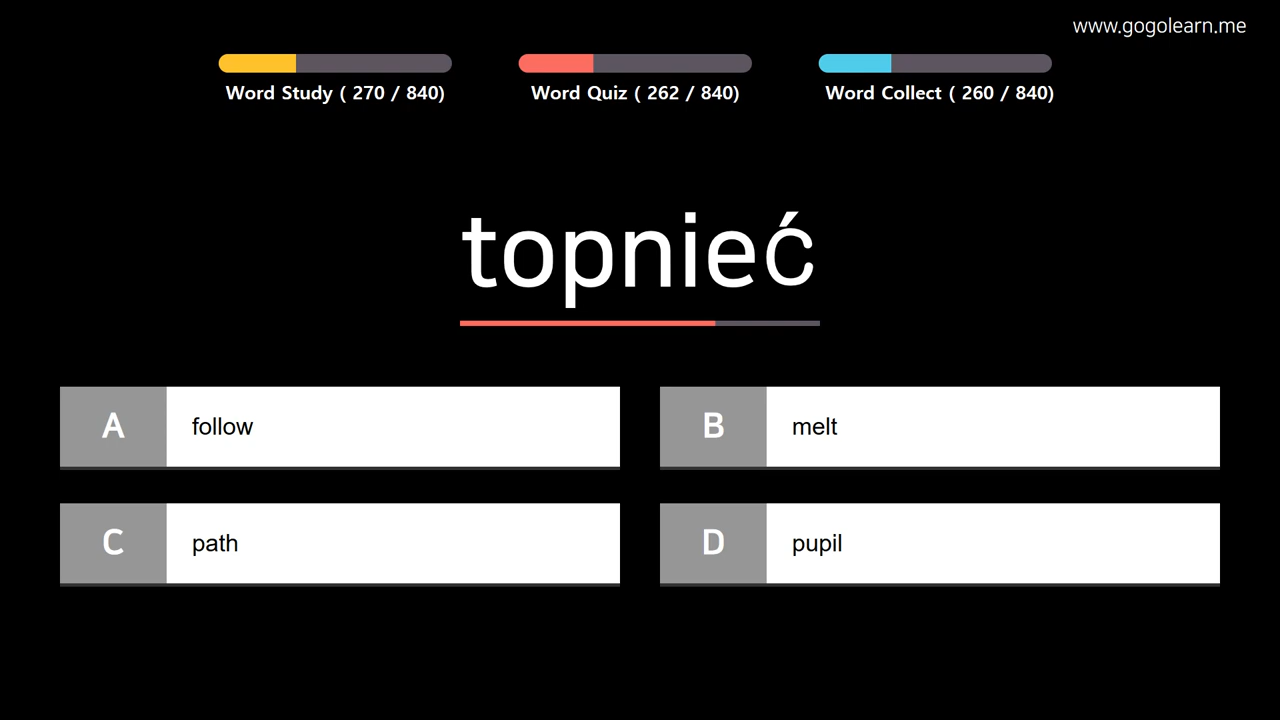 www.gogolearn.me
Word Study ( 270 / 840)
Word Quiz ( 262 / 840)
Word Collect ( 260 / 840)
topnieć
A follow
B melt
C path
D pupil